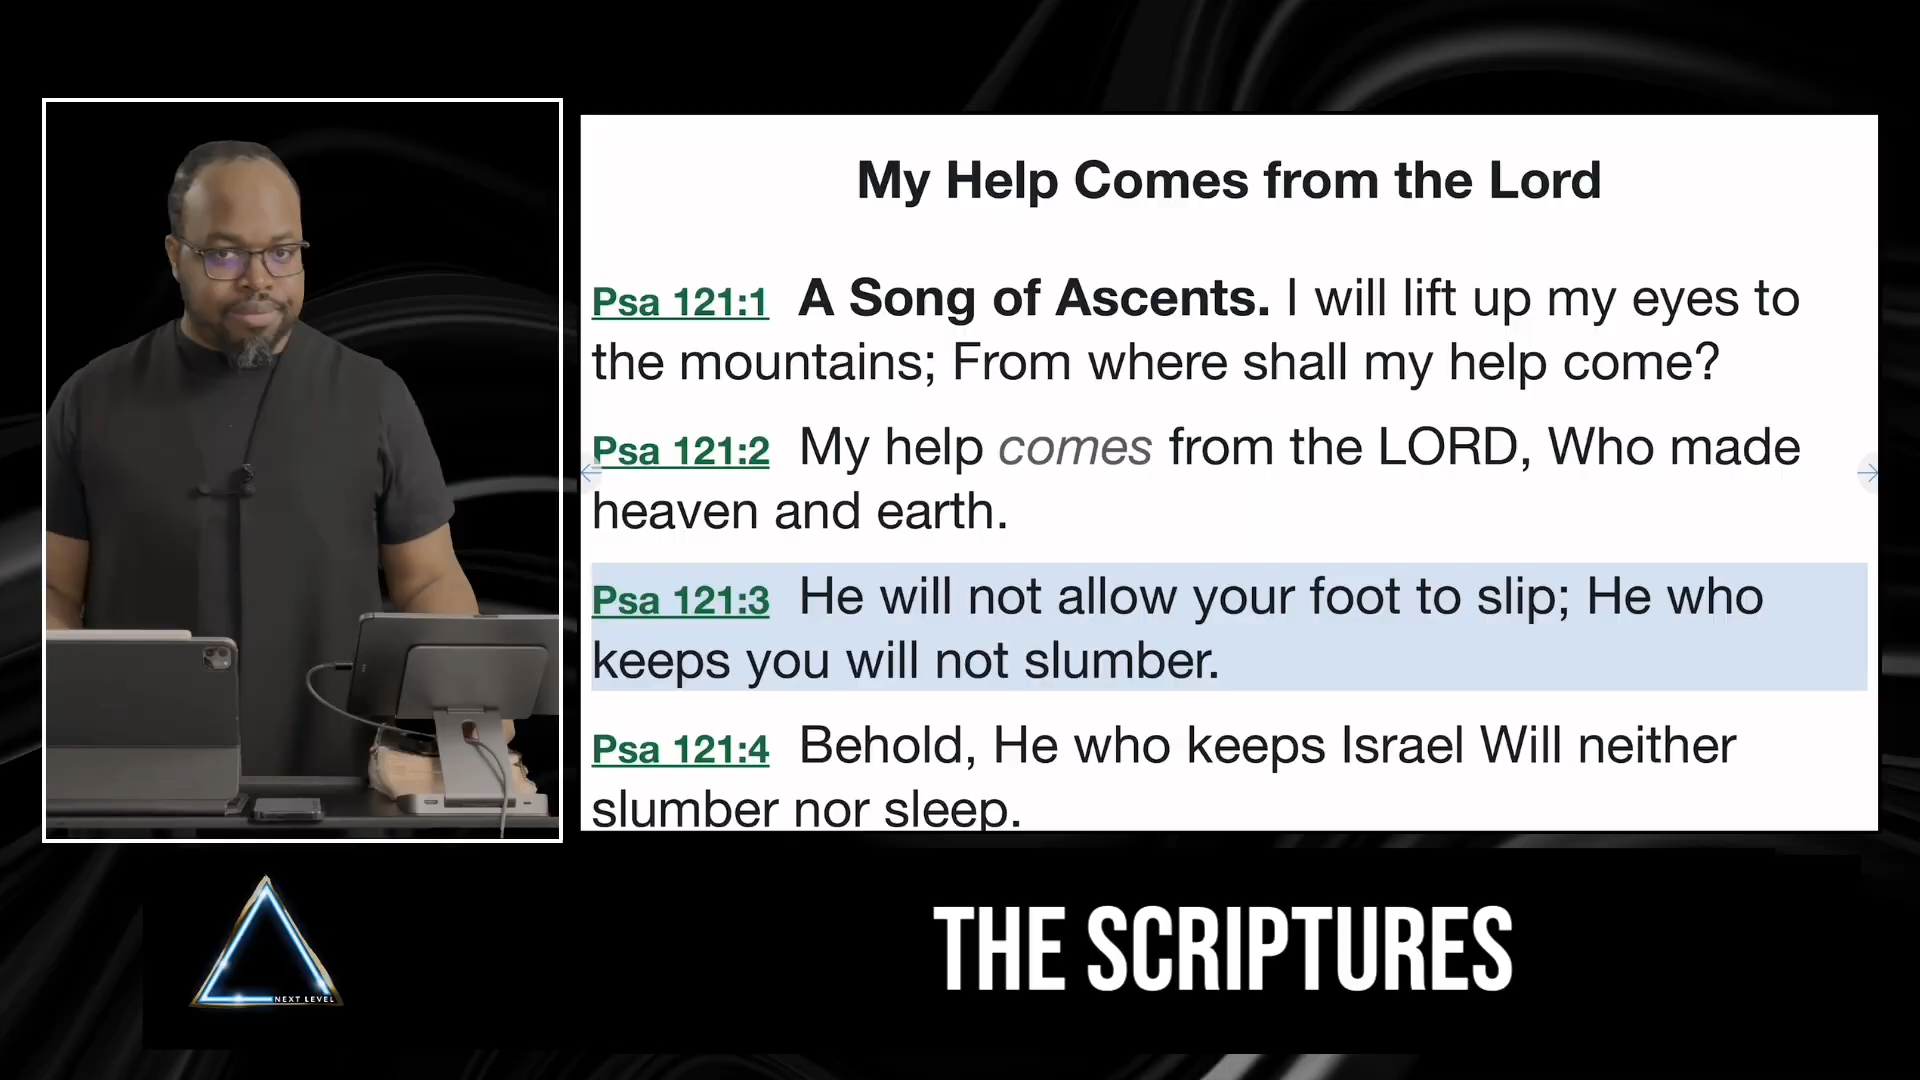 My Help Comes from the Lord
Psa 121:1 A Song of Ascents. I will lift up my eyes to
the mountains; From where shall my help come?
Psa 121:2 My help comes from the LORD, Who made
heaven and earth.
Psa 121:3 He will not allow your foot to slip; He who
keeps you will not slumber.
Psa 121:4 Behold, He who keeps Israel Will neither
slumber nor sleep.
NEXT LEVEL
THE SCRIPTURES